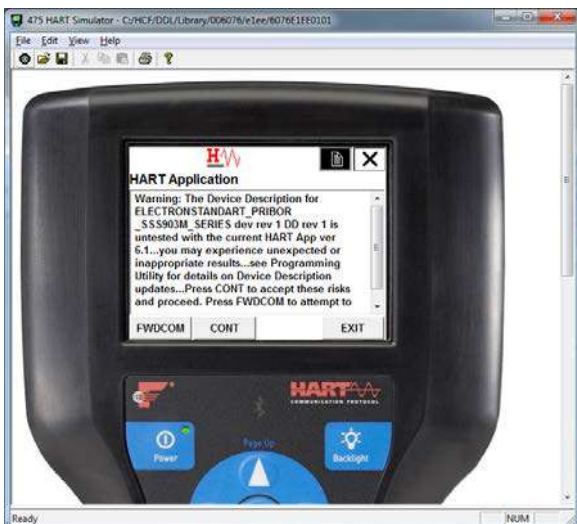 475 HART Simulator - C:/HCF/DDL/Library/006076/e1ee/6076E1EE0101
File Edit View Help
HART Application
Warning: The Device Description for
ELECTRONSTANDART_PRIBOR
_SSS903M_SERIES dev rev 1 DD rev 1 is
untested with the current HART App ver
6.1...you may experience unexpected or
inappropriate results...see Programming
Utility for details on Device Description
updates...Press CONT to accept these risks
and proceed. Press FWDCOM to attempt to
FWDCOM CONT EXIT
HART
COMMUNICATION PROTOCOL
Power
Page Up
Backlight
Ready
NUM